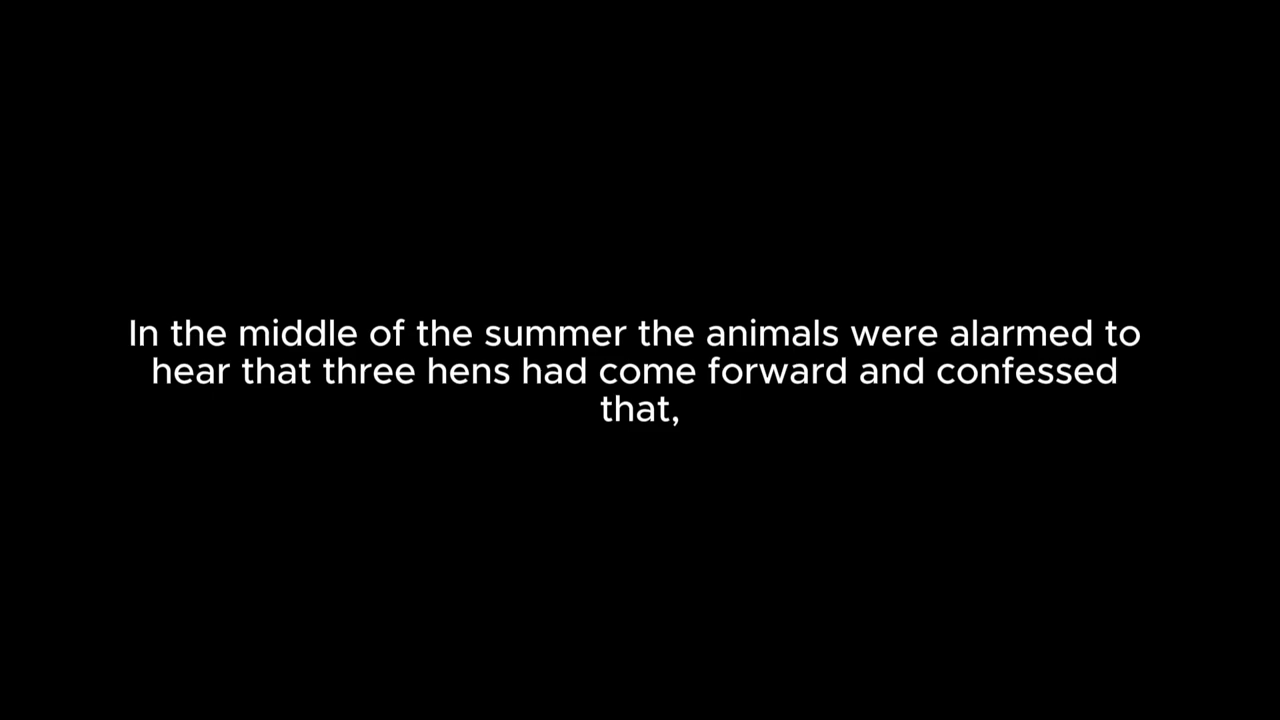 In the middle of the summer the animals were alarmed to
hear that three hens had come forward and confessed
that,